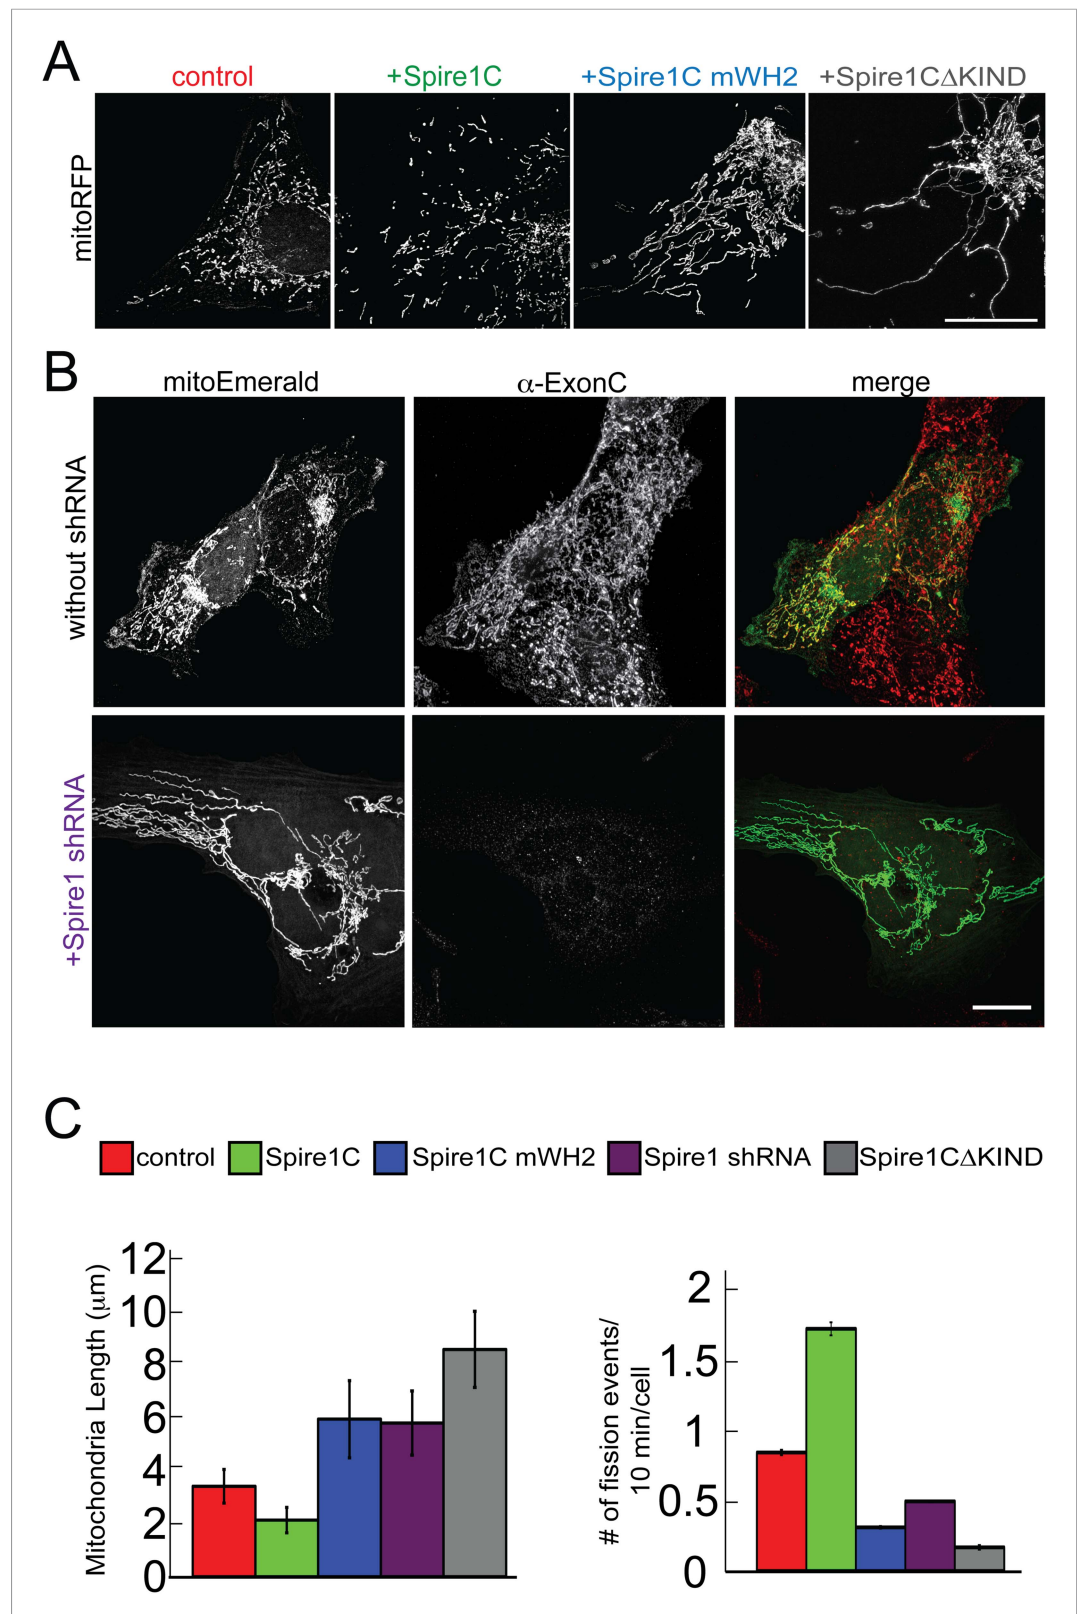 A
control
+Spire1C
+Spire1C mWH2
+Spire1CΔKIND
mitoRFP
B
mitoEmerald
α-ExonC
merge
without shRNA
+Spire1 shRNA
C
control
Spire1C
Spire1C mWH2
Spire1 shRNA
Spire1CΔKIND
Mitochondria Length (μm)
12
10
8
6
4
2
0
# of fission events/
10 min/cell
2
1.5
1
0.5
0